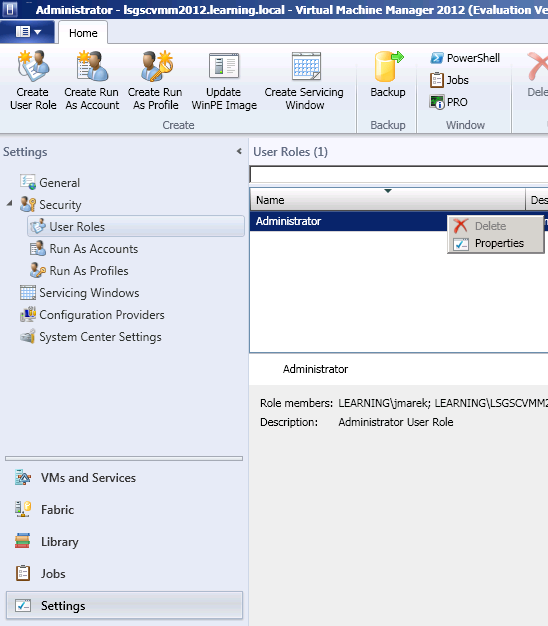 Administrator - lsgscvmm2012.learning.local - Virtual Machine Manager 2012 (Evaluation Ve
Home
Create User Role
Create Run As Account
Create Run As Profile
Update WinPE Image
Create Servicing Window
Backup
PowerShell
Jobs
PRO
Dele
Create
Backup
Window
Settings
General
Security
User Roles
Run As Accounts
Run As Profiles
Servicing Windows
Configuration Providers
System Center Settings
VMs and Services
Fabric
Library
Jobs
Settings
User Roles (1)
Name
Des
Administrator
Delete
Properties
Administrator
Role members: LEARNING\jmarek; LEARNING\LSGSCVMM2
Description: Administrator User Role